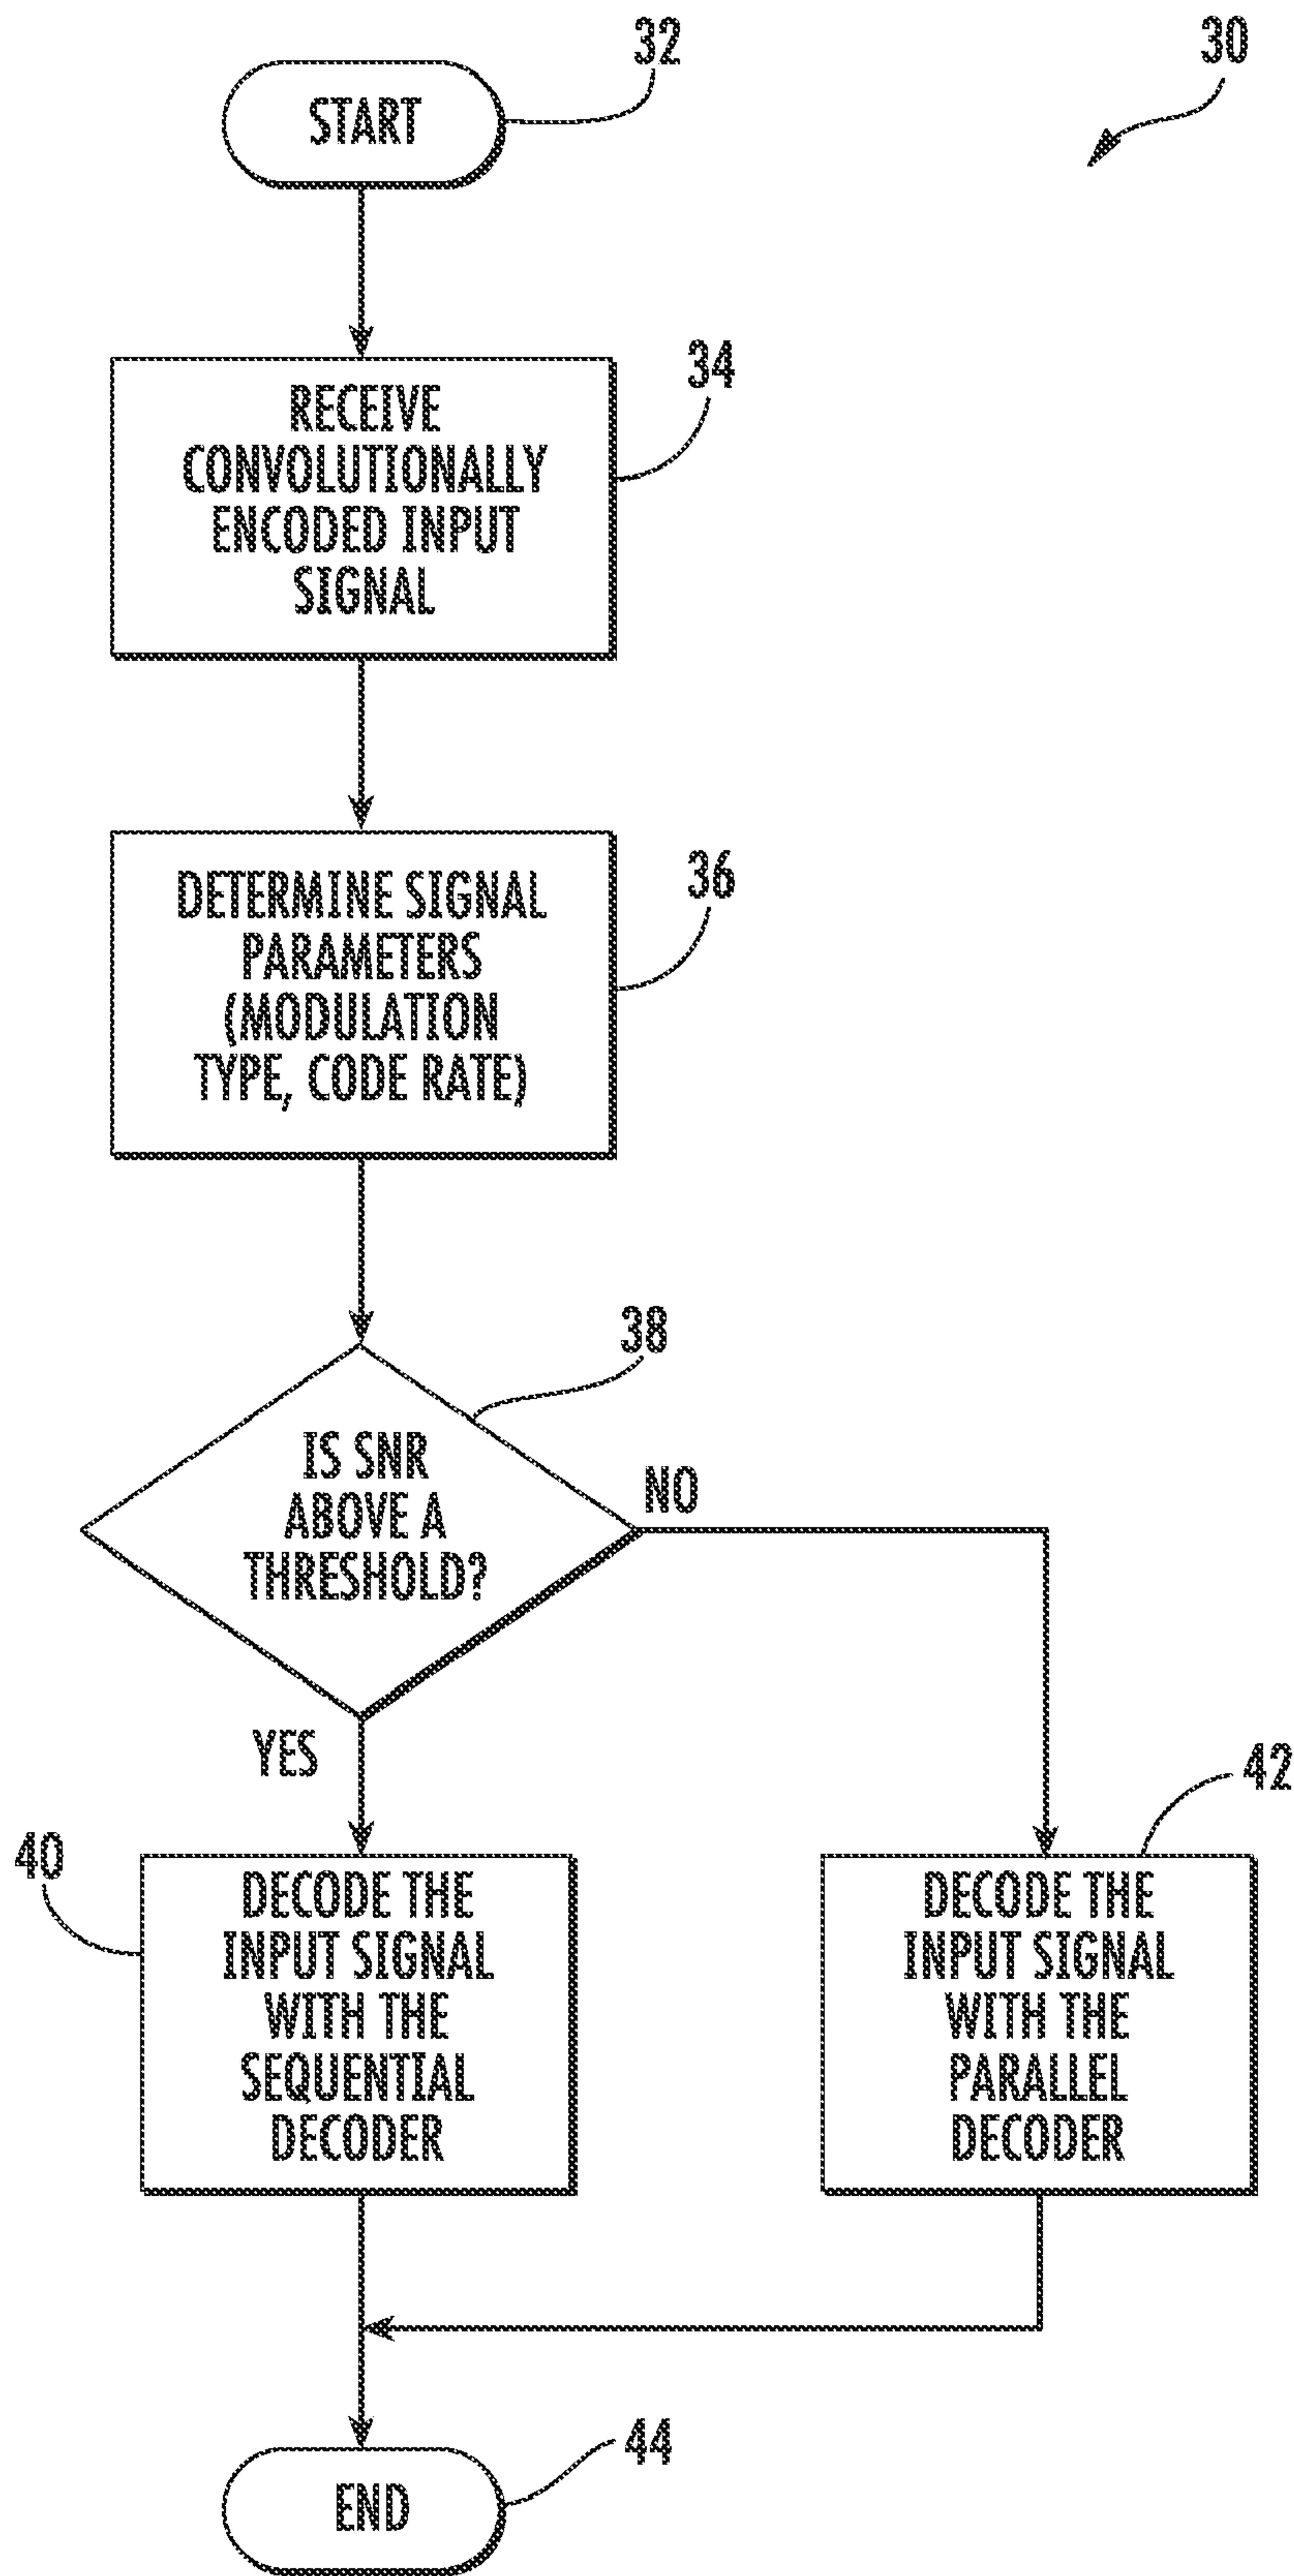 32
30
START
34
RECEIVE
CONVOLUTIONALLY
ENCODED INPUT
SIGNAL
36
DETERMINE SIGNAL
PARAMETERS
(MODULATION
TYPE, CODE RATE)
38
IS SNR
ABOVE A
THRESHOLD?
NO
YES
42
40
DECODE THE
INPUT SIGNAL
WITH THE
SEQUENTIAL
DECODER
DECODE THE
INPUT SIGNAL
WITH THE
PARALLEL
DECODER
44
END